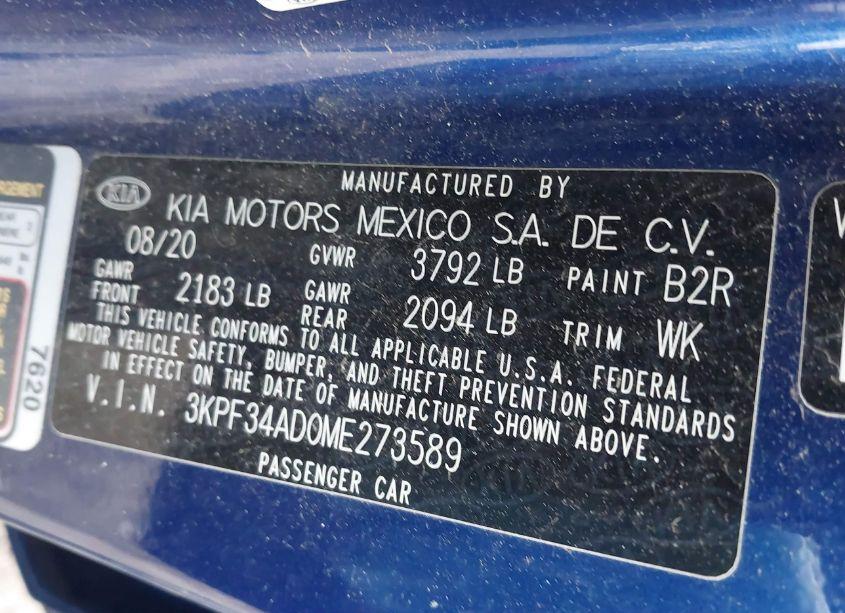 MANUFACTURED BY
KIA KIA MOTORS MEXICO S.A. DE C.V.
08/20 GVWR 3792 LB PAINT B2R
GAWR FRONT 2183 LB GAWR REAR 2094 LB TRIM WK
THIS VEHICLE CONFORMS TO ALL APPLICABLE U.S.A. FEDERAL
MOTOR VEHICLE SAFETY, BUMPER, AND THEFT PREVENTION STANDARDS
IN EFFECT ON THE DATE OF MANUFACTURE SHOWN ABOVE.
V.I.N. 3KPF34AD0ME273589
PASSENGER CAR
7620